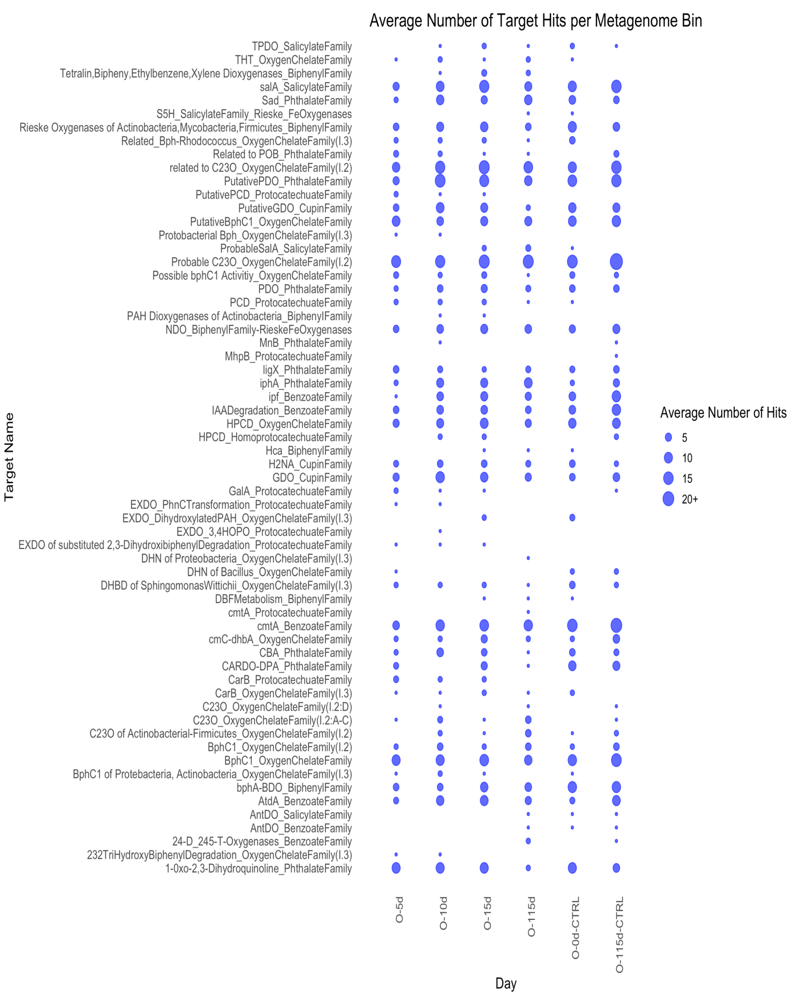 Average Number of Target Hits per Metagenome Bin
TPDO_SalicylateFamily
THT_OxygenChelateFamily
Tetralin,Bipheny,Ethylbenzene,Xylene Dioxygenases_BiphenylFamily
salA_SalicylateFamily
Sad_PhthalateFamily
S5H_SalicylateFamily_Rieske_FeOxygenases
Rieske Oxygenases of Actinobacteria,Mycobacteria,Firmicutes_BiphenylFamily
Related_Bph-Rhodococcus_OxygenChelateFamily(I.3)
Related to POB_PhthalateFamily
related to C23O_OxygenChelateFamily(I.2)
PutativePDO_PhthalateFamily
PutativePCD_ProtocatechuateFamily
PutativeGDO_CupinFamily
PutativeBphC1_OxygenChelateFamily
Protobacterial Bph_OxygenChelateFamily(I.3)
ProbableSalA_SalicylateFamily
Probable C23O_OxygenChelateFamily(I.2)
Possible bphC1 Activitiy_OxygenChelateFamily
PDO_PhthalateFamily
PCD_ProtocatechuateFamily
PAH Dioxygenases of Actinobacteria_BiphenylFamily
NDO_BiphenylFamily-RieskeFeOxygenases
MnB_PhthalateFamily
MhpB_ProtocatechuateFamily
ligX_PhthalateFamily
iphA_PhthalateFamily
ipf_BenzoateFamily
IAADegradation_BenzoateFamily
HPCD_OxygenChelateFamily
HPCD_HomoprotocatechuateFamily
Hca_BiphenylFamily
H2NA_CupinFamily
GDO_CupinFamily
GalA_ProtocatechuateFamily
EXDO_PhnCTransformation_ProtocatechuateFamily
EXDO_DihydroxylatedPAH_OxygenChelateFamily(I.3)
EXDO_3,4HOPO_ProtocatechuateFamily
EXDO of substituted 2,3-DihydroxibiphenylDegradation_ProtocatechuateFamily
DHN of Proteobacteria_OxygenChelateFamily(I.3)
DHN of Bacillus_OxygenChelateFamily
DHBD of SphingomonasWittichii_OxygenChelateFamily(I.3)
DBFMetabolism_BiphenylFamily
cmtA_ProtocatechuateFamily
cmtA_BenzoateFamily
cmC-dhbA_OxygenChelateFamily
CBA_PhthalateFamily
CARDO-DPA_PhthalateFamily
CarB_ProtocatechuateFamily
CarB_OxygenChelateFamily(I.3)
C23O_OxygenChelateFamily(I.2:D)
C23O_OxygenChelateFamily(I.2:A-C)
C23O of Actinobacterial-Firmicutes_OxygenChelateFamily(I.2)
BphC1_OxygenChelateFamily(I.2)
BphC1_OxygenChelateFamily
BphC1 of Protebacteria, Actinobacteria_OxygenChelateFamily(I.3)
bphA-BDO_BiphenylFamily
AtdA_BenzoateFamily
AntDO_SalicylateFamily
AntDO_BenzoateFamily
24-D_245-T-Oxygenases_BenzoateFamily
232TriHydroxyBiphenylDegradation_OxygenChelateFamily(I.3)
1-0xo-2,3-Dihydroquinoline_PhthalateFamily
Target Name
O-5d
O-10d
O-15d
O-115d
O-0d-CTRL
O-115d-CTRL
Day
Average Number of Hits
5
10
15
20+